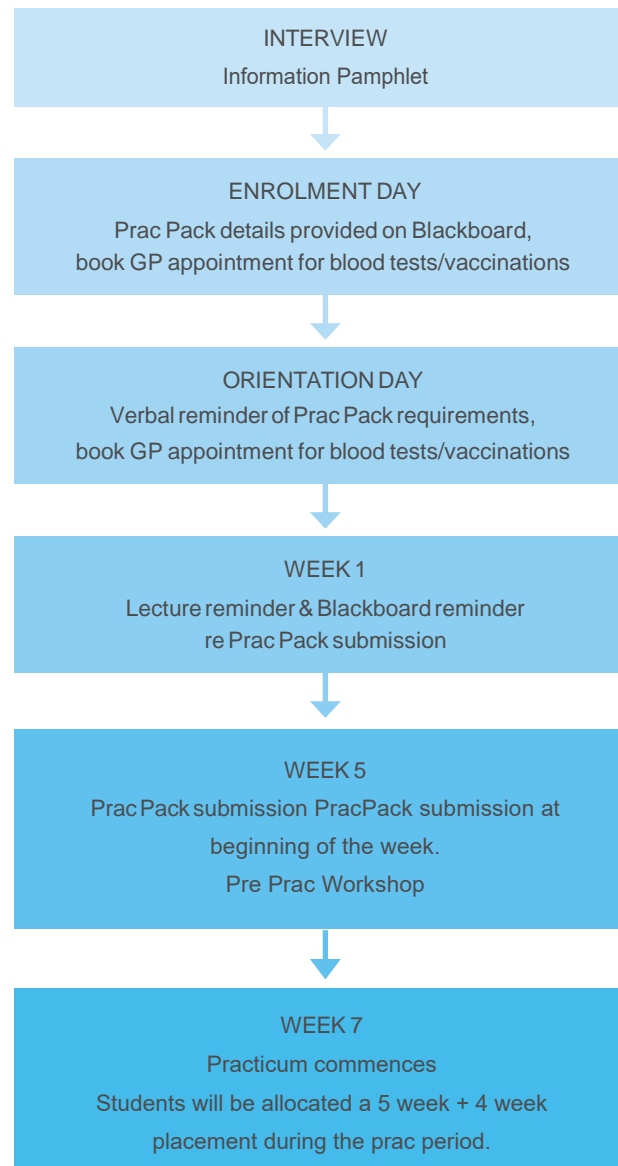 INTERVIEW
Information Pamphlet
ENROLMENT DAY
Prac Pack details provided on Blackboard,
book GP appointment for blood tests/vaccinations
ORIENTATION DAY
Verbal reminder of Prac Pack requirements,
book GP appointment for blood tests/vaccinations
WEEK 1
Lecture reminder & Blackboard reminder
re Prac Pack submission
WEEK 5
Prac Pack submission PracPack submission at
beginning of the week.
Pre Prac Workshop
WEEK 7
Practicum commences
Students will be allocated a 5 week + 4 week
placement during the prac period.